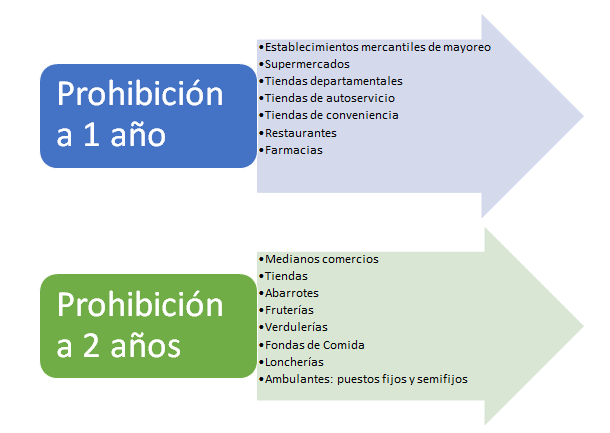 Prohibición
a 1 año
•Establecimientos mercantiles de mayoreo
•Supermercados
•Tiendas departamentales
•Tiendas de autoservicio
•Tiendas de conveniencia
•Restaurantes
•Farmacias
Prohibición
a 2 años
•Medianos comercios
•Tiendas
•Abarrotes
•Fruterías
•Verdulerías
•Fondas de Comida
•Loncherías
•Ambulantes: puestos fijos y semifijos